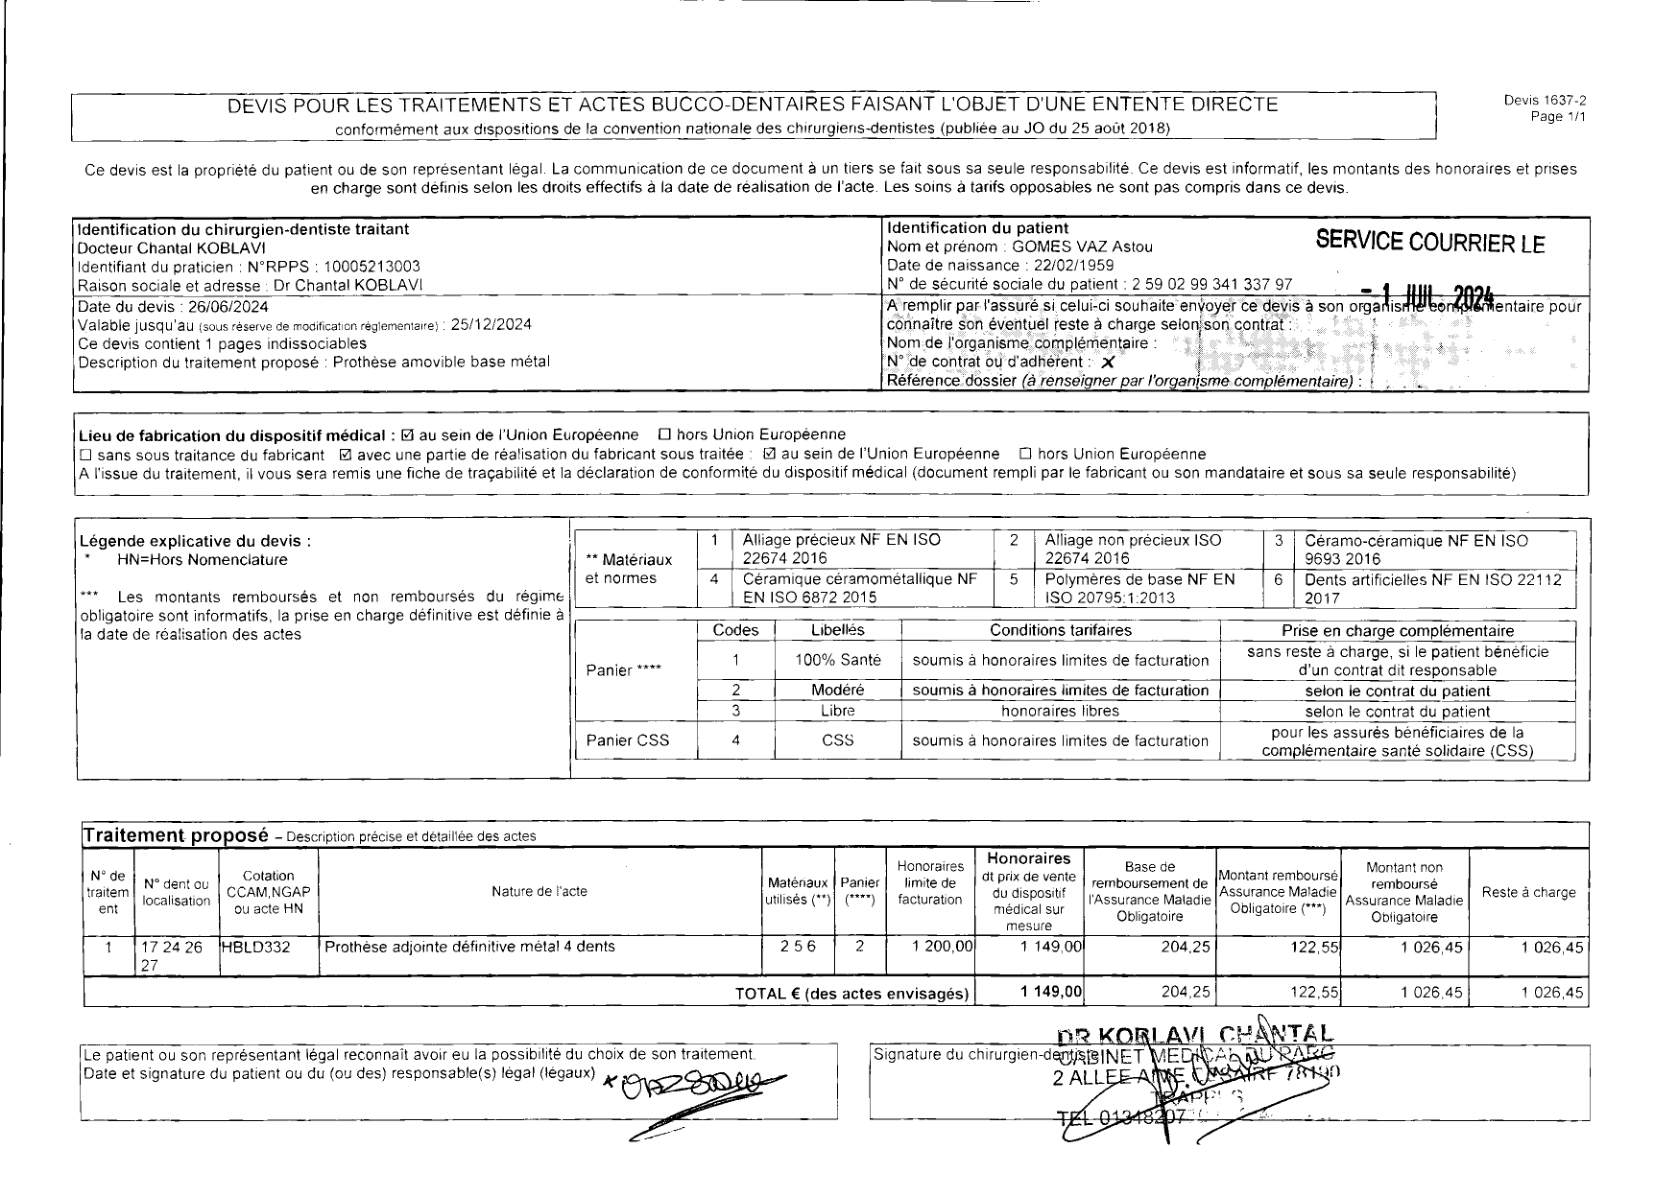 DEVIS POUR LES TRAITEMENTS ET ACTES BUCCO-DENTAIRES FAISANT L'OBJET D'UNE ENTENTE DIRECTE
conformément aux dispositions de la convention nationale des chirurgiens-dentistes (publiée au JO du 25 août 2018)
Devis 1637-2
Page 1/1
Ce devis est la propriété du patient ou de son représentant légal. La communication de ce document à un tiers se fait sous sa seule responsabilité. Ce devis est informatif, les montants des honoraires et prises
en charge sont définis selon les droits effectifs à la date de réalisation de l'acte. Les soins à tarifs opposables ne sont pas compris dans ce devis.
Identification du chirurgien-dentiste traitant
Docteur Chantal KOBLAVI
Identifiant du praticien : N°RPPS : 10005213003
Raison sociale et adresse : Dr Chantal KOBLAVI
Date du devis : 26/06/2024
Valable jusqu'au (sous réserve de modification réglementaire) : 25/12/2024
Ce devis contient 1 pages indissociables
Description du traitement proposé : Prothèse amovible base métal
Identification du patient
Nom et prénom : GOMES VAZ Astou
Date de naissance : 22/02/1959
N° de sécurité sociale du patient : 2 59 02 99 341 337 97
SERVICE COURRIER LE
- 1 JUIL. 2024
A remplir par l'assuré si celui-ci souhaite envoyer ce devis à son organisme complémentaire pour
connaître son éventuel reste à charge selon son contrat :
Nom de l'organisme complémentaire :
N° de contrat ou d'adhérent : X
Référence dossier (à renseigner par l'organisme complémentaire) :
Lieu de fabrication du dispositif médical : ☑ au sein de l'Union Européenne ☐ hors Union Européenne
☐ sans sous traitance du fabricant ☑ avec une partie de réalisation du fabricant sous traitée : ☑ au sein de l'Union Européenne ☐ hors Union Européenne
A l'issue du traitement, il vous sera remis une fiche de traçabilité et la déclaration de conformité du dispositif médical (document rempli par le fabricant ou son mandataire et sous sa seule responsabilité)
Légende explicative du devis :
* HN=Hors Nomenclature
*** Les montants remboursés et non remboursés du régime
obligatoire sont informatifs, la prise en charge définitive est définie à
la date de réalisation des actes
** Matériaux
et normes
1 Alliage précieux NF EN ISO
22674 2016
2 Alliage non précieux ISO
22674 2016
3 Céramo-céramique NF EN ISO
9693 2016
4 Céramique céramométallique NF
EN ISO 6872 2015
5 Polymères de base NF EN
ISO 20795:1:2013
6 Dents artificielles NF EN ISO 22112
2017
Panier ****
Codes Libellés Conditions tarifaires Prise en charge complémentaire
1 100% Santé soumis à honoraires limites de facturation sans reste à charge, si le patient bénéficie
d'un contrat dit responsable
2 Modéré soumis à honoraires limites de facturation selon le contrat du patient
3 Libre honoraires libres selon le contrat du patient
Panier CSS 4 CSS soumis à honoraires limites de facturation pour les assurés bénéficiaires de la
complémentaire santé solidaire (CSS)
Traitement proposé – Description précise et détaillée des actes
N° de
traitem
ent
N° dent ou
localisation
Cotation
CCAM,NGAP
ou acte HN
Nature de l'acte
Matériaux
utilisés (**)
Panier
(****)
Honoraires
limite de
facturation
Honoraires
dt prix de vente
du dispositif
médical sur
mesure
Base de
remboursement de
l'Assurance Maladie
Obligatoire
Montant remboursé
Assurance Maladie
Obligatoire (***)
Montant non
remboursé
Assurance Maladie
Obligatoire
Reste à charge
1 17 24 26 HBLD332 Prothèse adjointe définitive métal 4 dents 2 5 6 2 1 200,00 1 149,00 204,25 122,55 1 026,45 1 026,45
27
TOTAL € (des actes envisagés) 1 149,00 204,25 122,55 1 026,45 1 026,45
Le patient ou son représentant légal reconnaît avoir eu la possibilité du choix de son traitement.
Date et signature du patient ou du (ou des) responsable(s) légal (légaux)
Signature du chirurgien-dentiste
DR KOBLAVI CHANTAL
CABINET MEDICAL DU PARC
2 ALLEE AIME CESAIRE 78190
TRAPPES
TEL 01348207